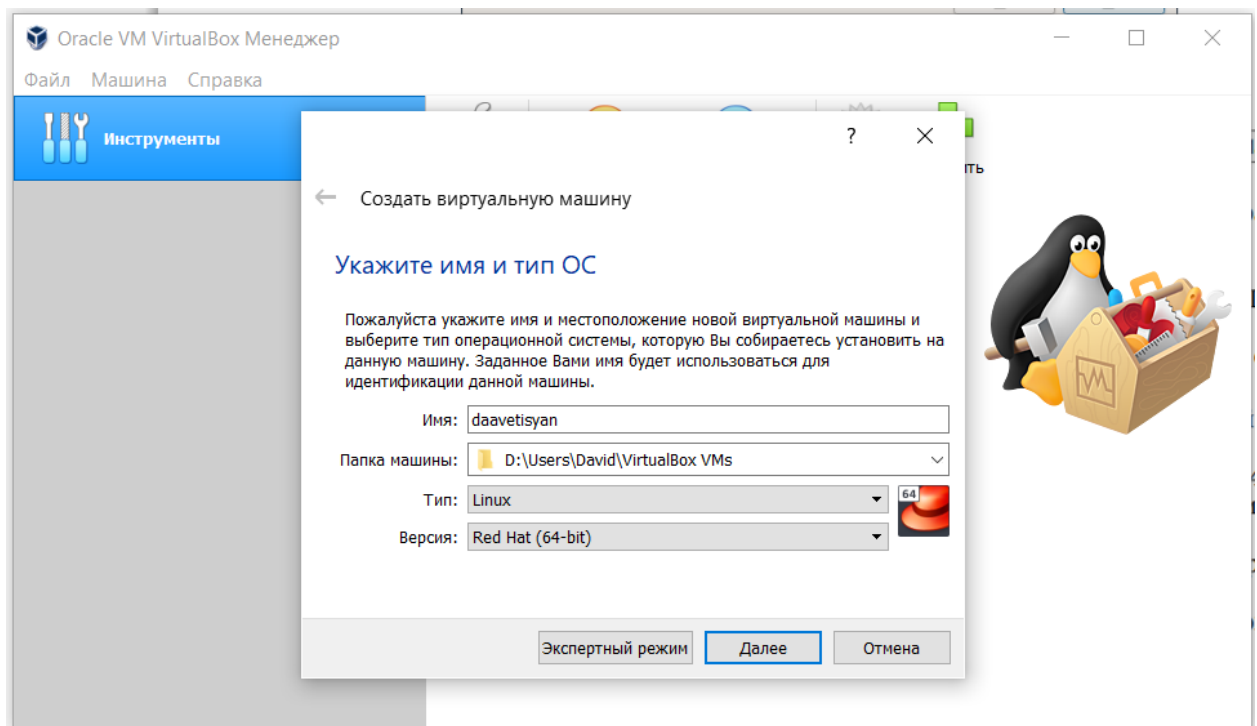 Oracle VM VirtualBox Менеджер
Файл Машина Справка
Инструменты
ть
?
Создать виртуальную машину
Укажите имя и тип ОС
Пожалуйста укажите имя и местоположение новой виртуальной машины и
выберите тип операционной системы, которую Вы собираетесь установить на
данную машину. Заданное Вами имя будет использоваться для
идентификации данной машины.
Имя: daavetisyan
Папка машины: D:\Users\David\VirtualBox VMs
Тип: Linux
64
Версия: Red Hat (64-bit)
Экспертный режим Далее Отмена